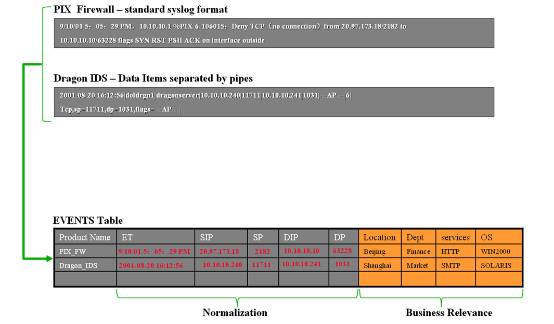 PIX Firewall – standard syslog format
9/10/01 5: 05: 29 PM, 10.10.10.1 %PIX-6-106015: Deny TCP (no connection) from 20.97.173.18/2182 to
10.10.10.10/63228 flags SYN RST PSH ACK on interface outside
Dragon IDS – Data Items separated by pipes
2001-08-20 16:12:56|doldrgn1|dragonserver|10.10.10.240|11711|10.10.10.241|1031| AP 6|
Tcp,sp=11711,dp=1031,flags= AP
EVENTS Table
Product Name ET SIP SP DIP DP Location Dept services OS
PIX_FW 9/10/01 5: 05: 29 PM 20.97.173.18 2182 10.10.10.10 63228 Beijing Finance HTTP WIN2000
Dragon_IDS 2001-08-20 16:12:56 10.10.10.240 11711 10.10.10.241 1031 Shanghai Market SMTP SOLARIS
Normalization Business Relevance